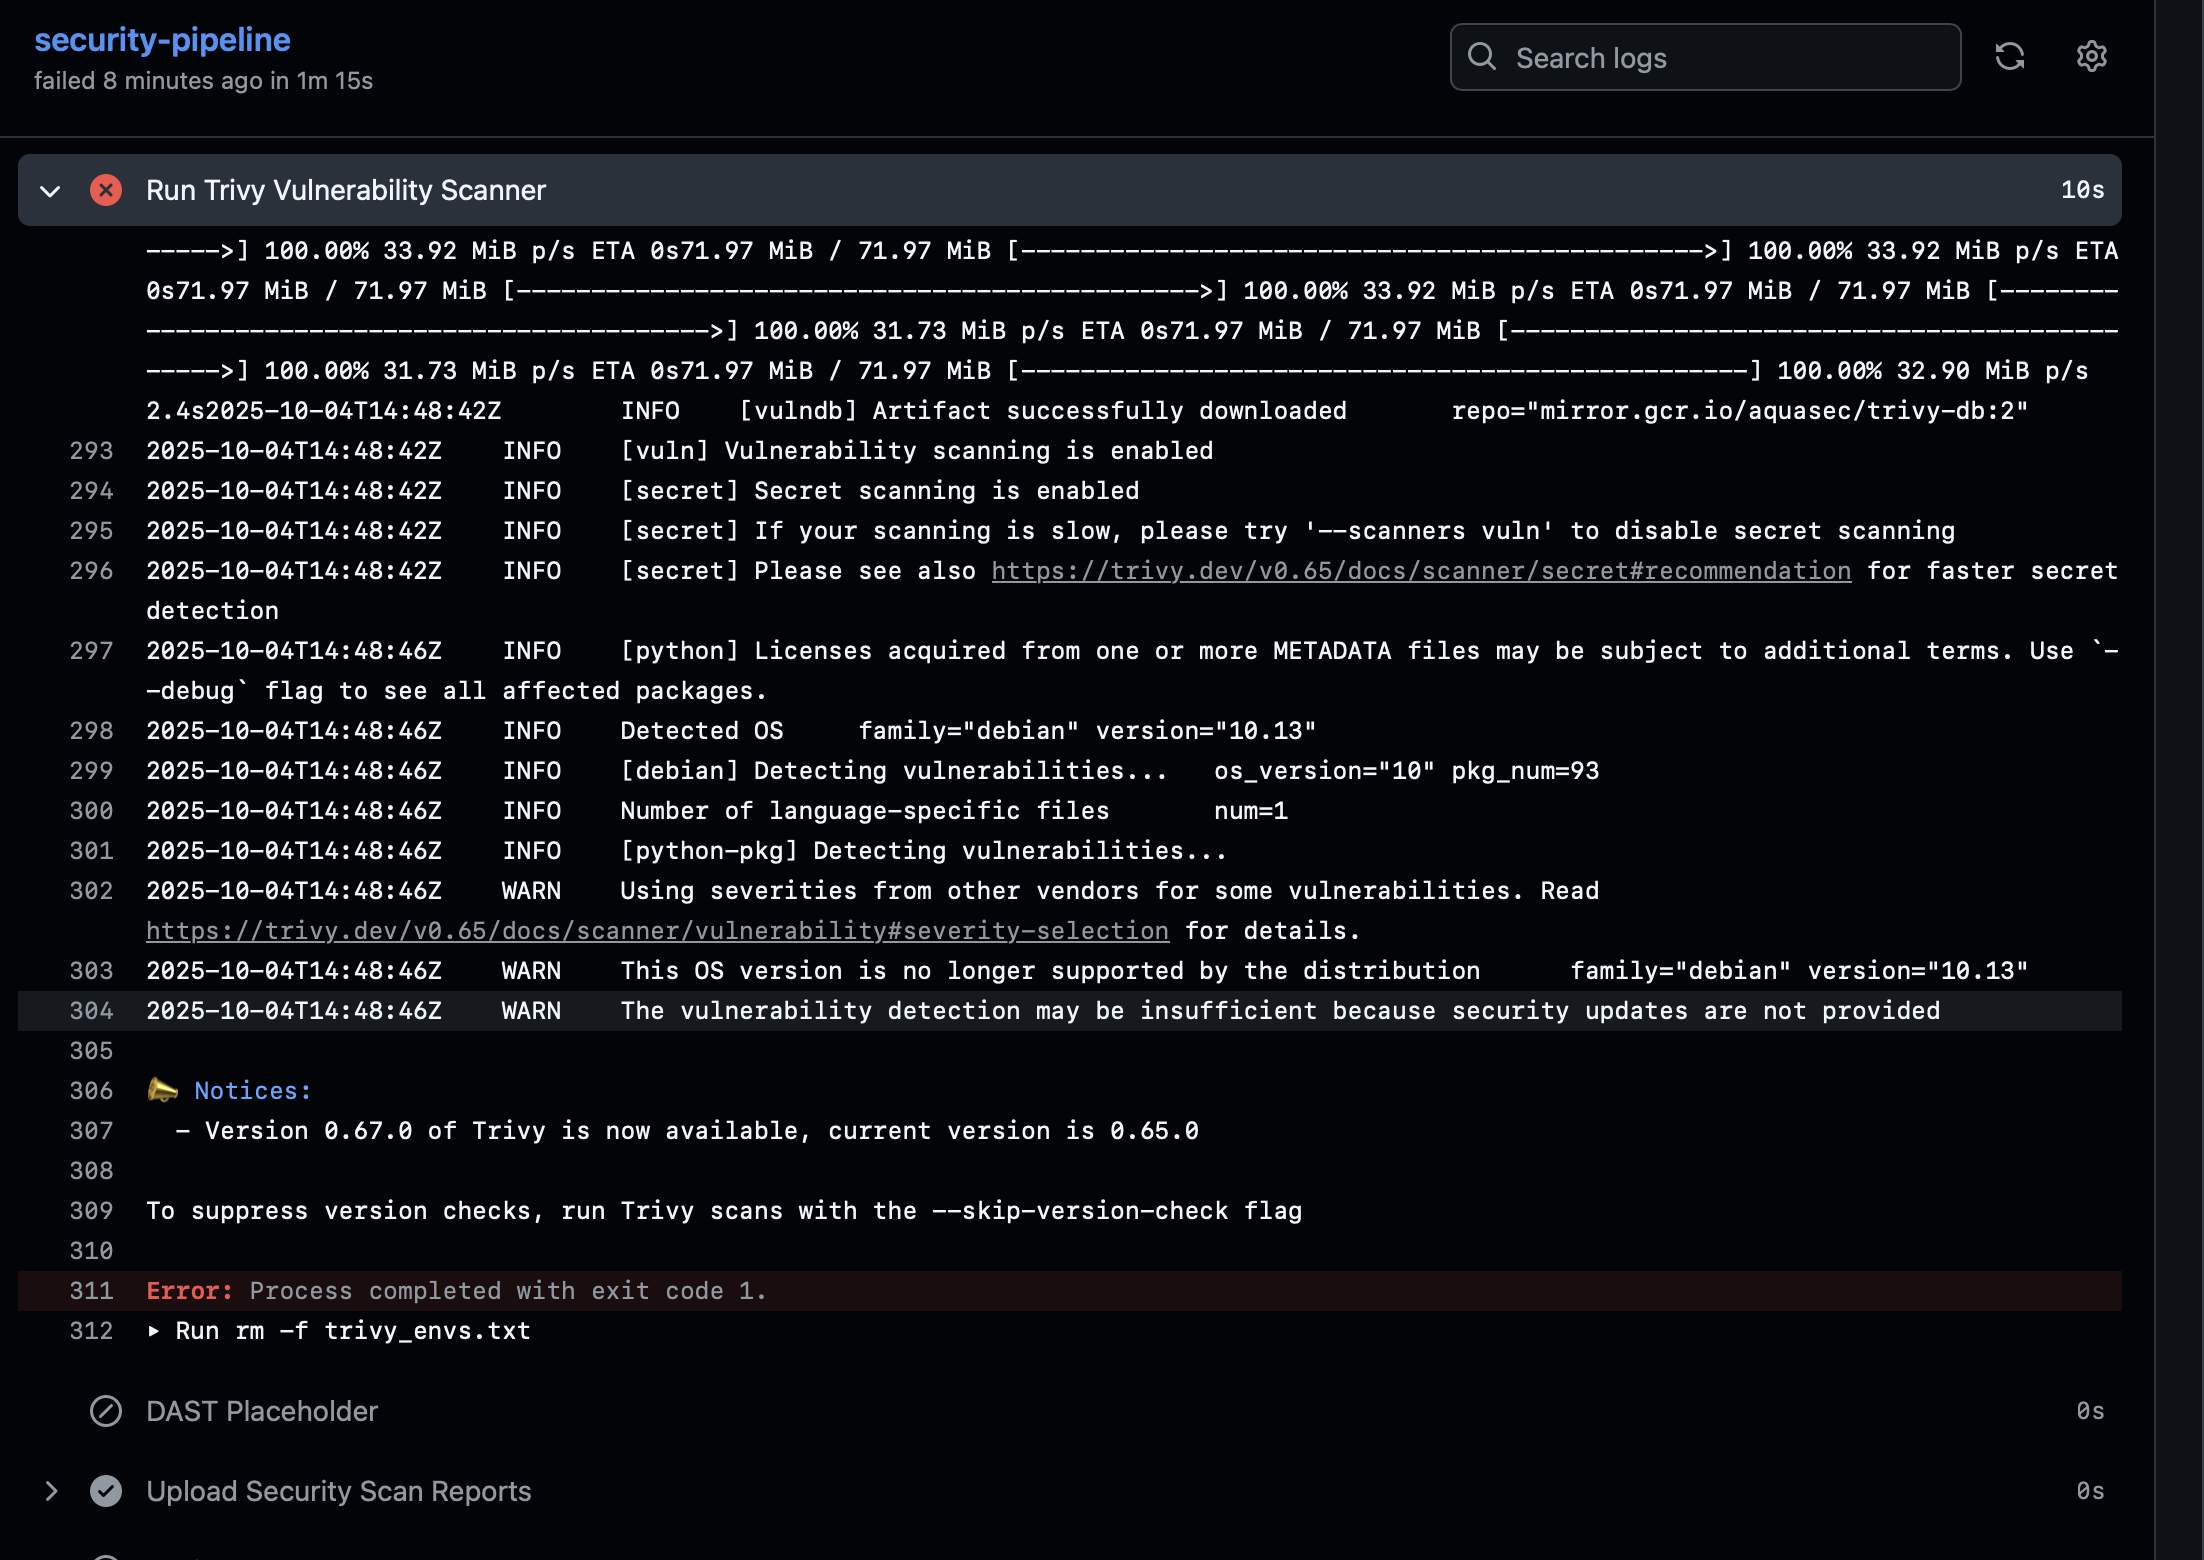 security-pipeline
failed 8 minutes ago in 1m 15s
Search logs
Run Trivy Vulnerability Scanner
10s
----->] 100.00% 33.92 MiB p/s ETA 0s71.97 MiB / 71.97 MiB [---------------------------------------------->] 100.00% 33.92 MiB p/s ETA
0s71.97 MiB / 71.97 MiB [---------------------------------------------->] 100.00% 33.92 MiB p/s ETA 0s71.97 MiB / 71.97 MiB [--------
-------------------------------------->] 100.00% 31.73 MiB p/s ETA 0s71.97 MiB / 71.97 MiB [-----------------------------------------
----->] 100.00% 31.73 MiB p/s ETA 0s71.97 MiB / 71.97 MiB [-------------------------------------------------] 100.00% 32.90 MiB p/s
2.4s2025-10-04T14:48:42Z INFO [vulndb] Artifact successfully downloaded repo="mirror.gcr.io/aquasec/trivy-db:2"
293 2025-10-04T14:48:42Z INFO [vuln] Vulnerability scanning is enabled
294 2025-10-04T14:48:42Z INFO [secret] Secret scanning is enabled
295 2025-10-04T14:48:42Z INFO [secret] If your scanning is slow, please try '--scanners vuln' to disable secret scanning
296 2025-10-04T14:48:42Z INFO [secret] Please see also https://trivy.dev/v0.65/docs/scanner/secret#recommendation for faster secret
detection
297 2025-10-04T14:48:46Z INFO [python] Licenses acquired from one or more METADATA files may be subject to additional terms. Use `-
-debug` flag to see all affected packages.
298 2025-10-04T14:48:46Z INFO Detected OS family="debian" version="10.13"
299 2025-10-04T14:48:46Z INFO [debian] Detecting vulnerabilities... os_version="10" pkg_num=93
300 2025-10-04T14:48:46Z INFO Number of language-specific files num=1
301 2025-10-04T14:48:46Z INFO [python-pkg] Detecting vulnerabilities...
302 2025-10-04T14:48:46Z WARN Using severities from other vendors for some vulnerabilities. Read
https://trivy.dev/v0.65/docs/scanner/vulnerability#severity-selection for details.
303 2025-10-04T14:48:46Z WARN This OS version is no longer supported by the distribution family="debian" version="10.13"
304 2025-10-04T14:48:46Z WARN The vulnerability detection may be insufficient because security updates are not provided
305
306 📣 Notices:
307 - Version 0.67.0 of Trivy is now available, current version is 0.65.0
308
309 To suppress version checks, run Trivy scans with the --skip-version-check flag
310
311 Error: Process completed with exit code 1.
312 ▸ Run rm -f trivy_envs.txt
DAST Placeholder
0s
Upload Security Scan Reports
0s